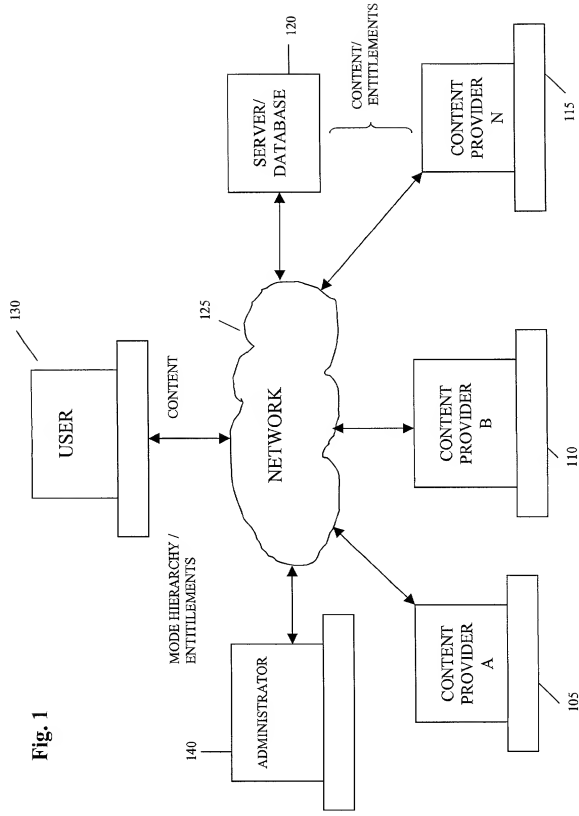 Fig. 1
130
USER
CONTENT
MODE HIERARCHY /
ENTITILEMENTS
140
ADMINISTRATOR
125
NETWORK
120
SERVER/
DATABASE
CONTENT/
ENTITLEMENTS
CONTENT
PROVIDER
A
105
CONTENT
PROVIDER
B
110
CONTENT
PROVIDER
N
115